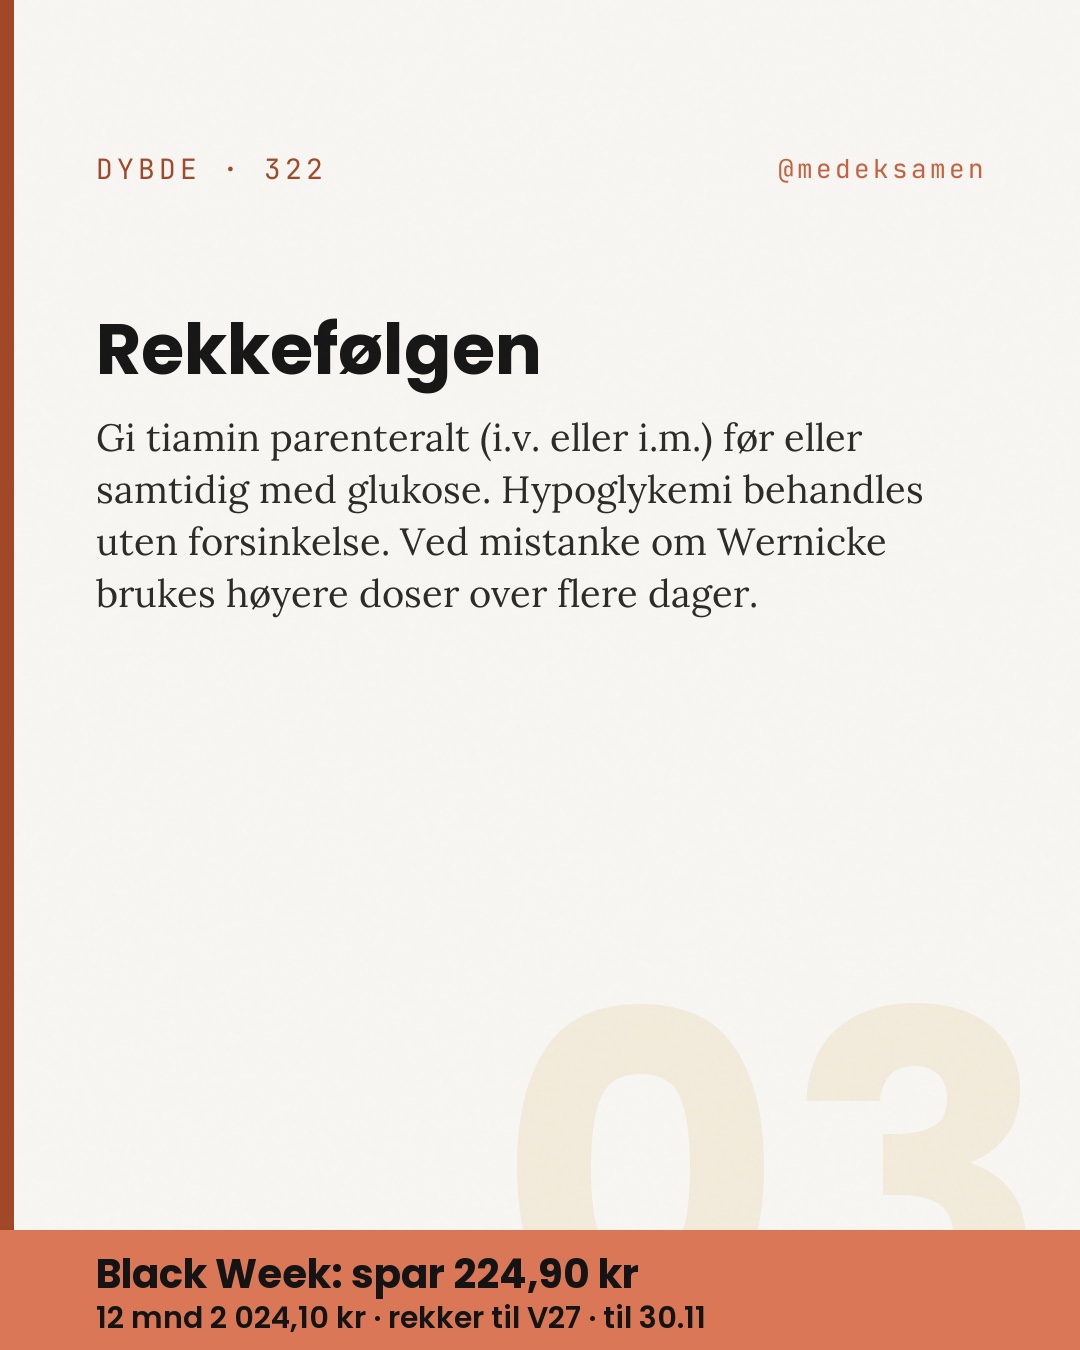 DYBDE · 322
@medeksamen
Rekkefølgen
Gi tiamin parenteralt (i.v. eller i.m.) før eller
samtidig med glukose. Hypoglykemi behandles
uten forsinkelse. Ved mistanke om Wernicke
brukes høyere doser over flere dager.
03
Black Week: spar 224,90 kr
12 mnd 2 024,10 kr · rekker til V27 · til 30.11